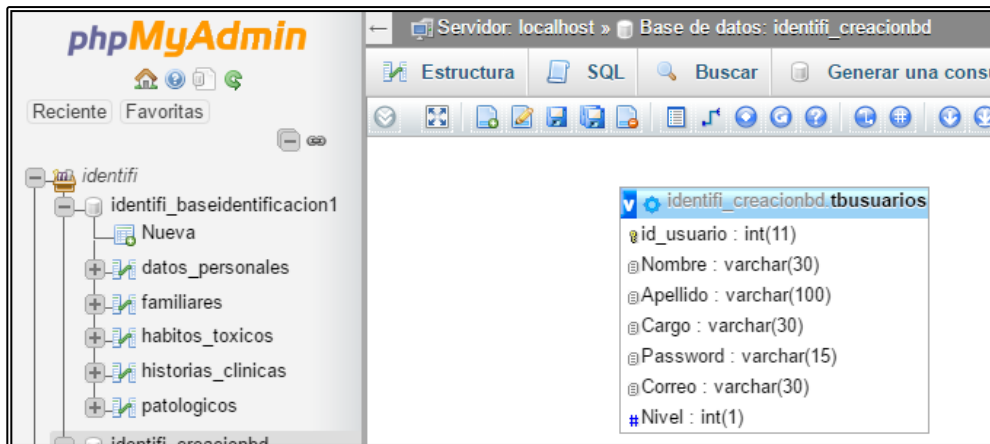 phpMyAdmin
Reciente Favoritas
identifi
identifi_baseidentificacion1
Nueva
datos_personales
familiares
habitos_toxicos
historias_clinicas
patologicos
identifi_creacionbd
Servidor: localhost » Base de datos: identifi_creacionbd
Estructura SQL Buscar Generar una cons
identifi_creacionbd.tbusuarios
id_usuario : int(11)
Nombre : varchar(30)
Apellido : varchar(100)
Cargo : varchar(30)
Password : varchar(15)
Correo : varchar(30)
Nivel : int(1)